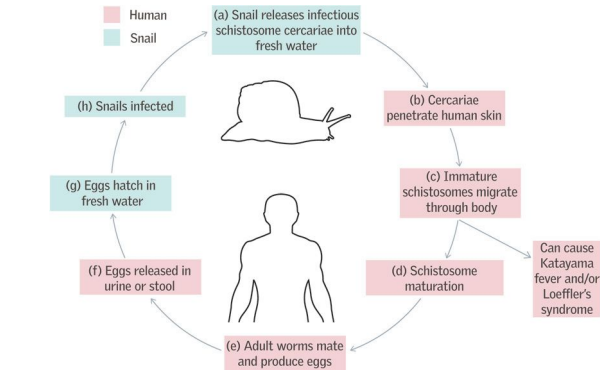 Human
Snail
(a) Snail releases infectious
schistosome cercariae into
fresh water
(b) Cercariae
penetrate human skin
(c) Immature
schistosomes migrate
through body
Can cause
Katayama
fever and/or
Loeffler's
syndrome
(d) Schistosome
maturation
(e) Adult worms mate
and produce eggs
(f) Eggs released in
urine or stool
(g) Eggs hatch in
fresh water
(h) Snails infected